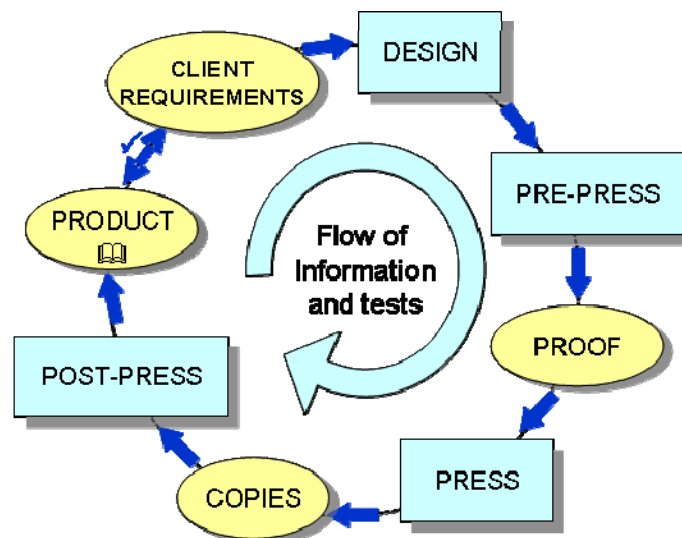 CLIENT
REQUIREMENTS
DESIGN
PRE-PRESS
PROOF
PRESS
COPIES
POST-PRESS
PRODUCT
Flow of
Information
and tests